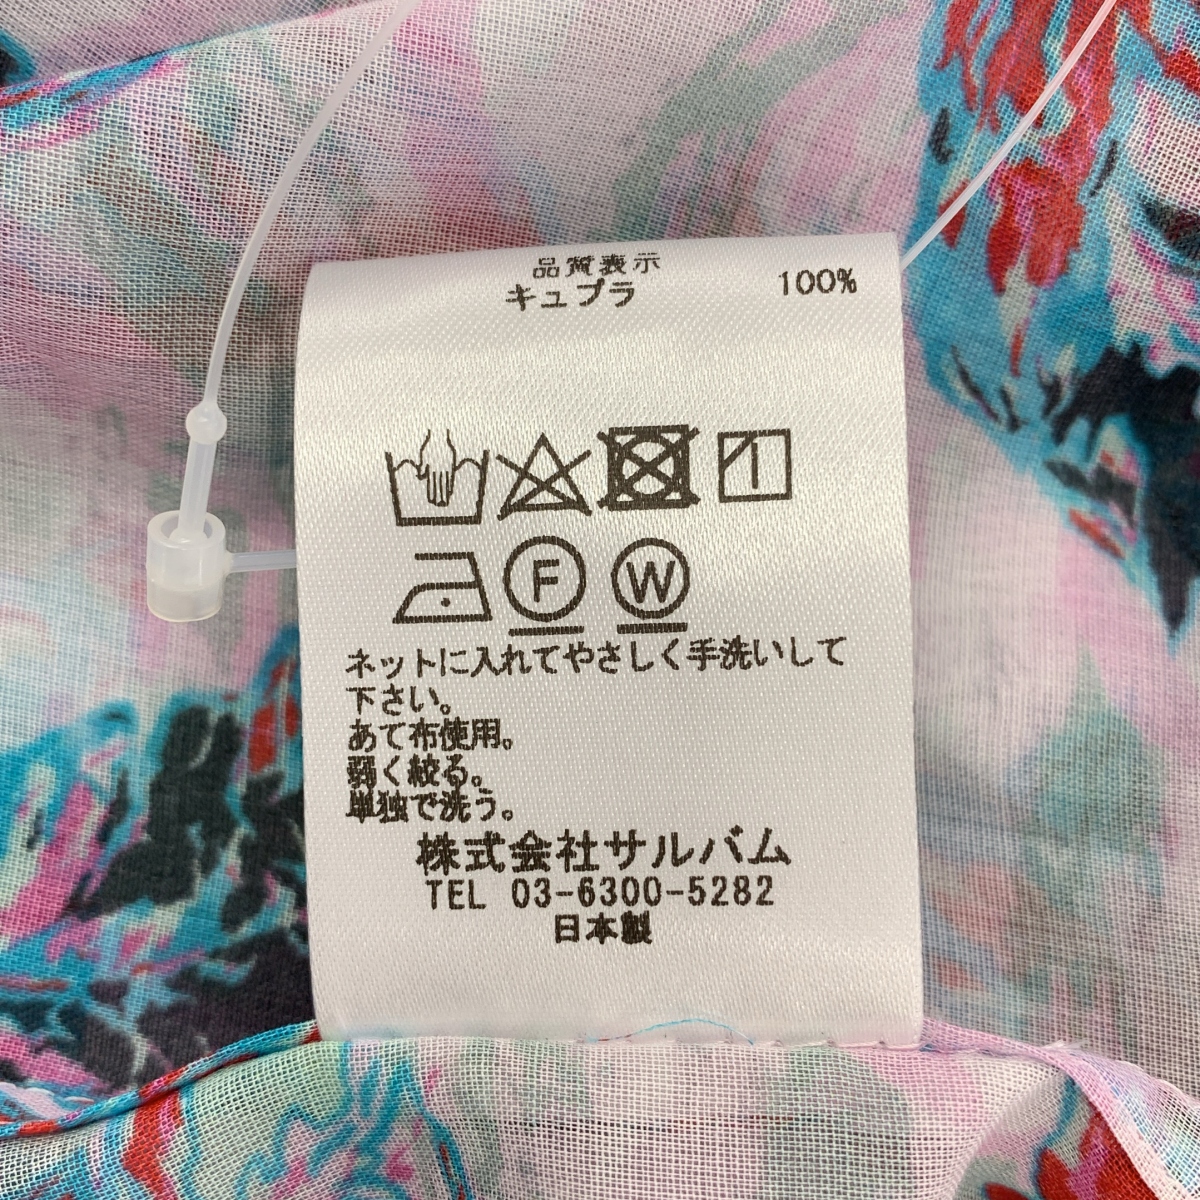 品質表示
キュプラ 100%
F W
ネットに入れてやさしく手洗いして
下さい。
あて布使用。
弱く絞る。
単独で洗う。
株式会社サルバム
TEL 03-6300-5282
日本製